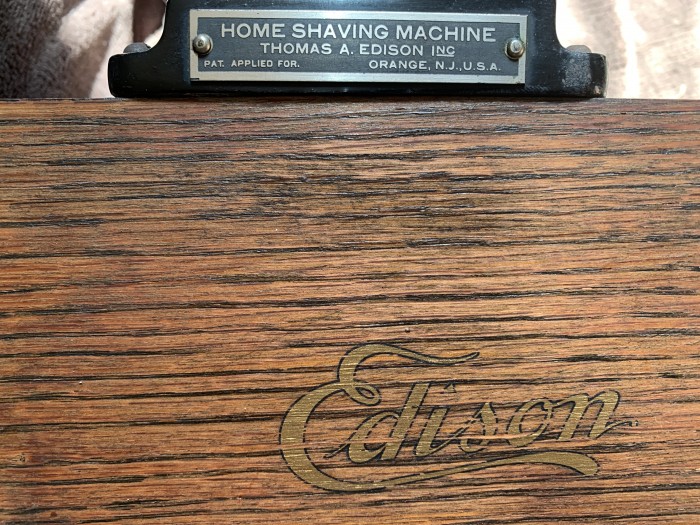 HOME SHAVING MACHINE
THOMAS A. EDISON INC
PAT. APPLIED FOR. ORANGE, N.J., U.S.A.
Edison